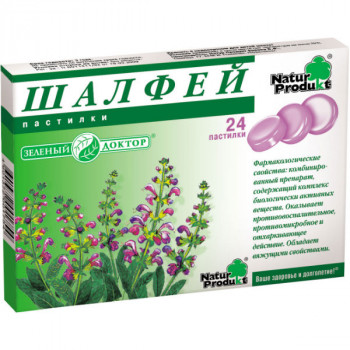 Natur
Produkt®
ШАЛФЕЙ
пастилки
24
пастилки
ЗЕЛЕНЫЙ ДОКТОР®
Фармакологические
свойства: комбиниро-
ванный препарат,
содержащий комплекс
биологически активных
веществ. Оказывает
противовоспалительное,
противомикробное и
отхаркивающее
действие. Обладает
вяжущими свойствами.
Natur
Produkt®
Ваше здоровье и долголетие!®